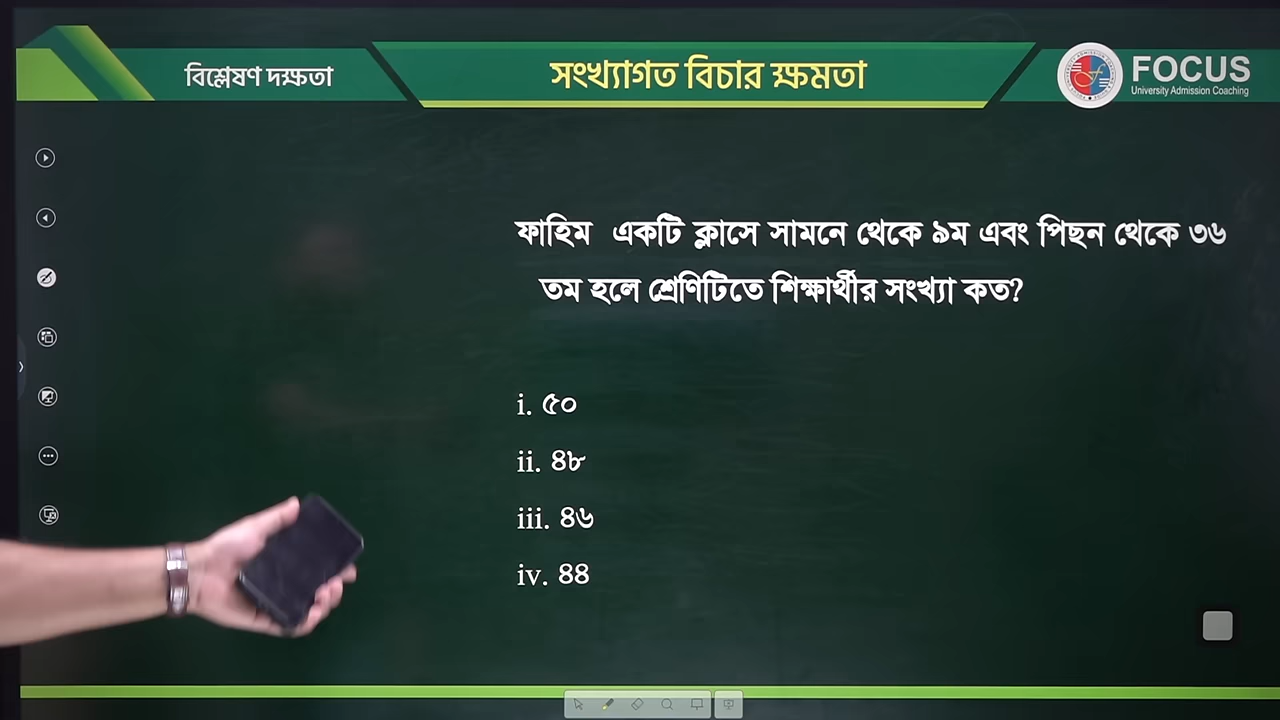 বিশ্লেষণ দক্ষতা
সংখ্যাগত বিচার ক্ষমতা
FOCUS
University Admission Coaching
ফাহিম একটি ক্লাসে সামনে থেকে ৯ম এবং পিছন থেকে ৩৬
তম হলে শ্রেণিটিতে শিক্ষার্থীর সংখ্যা কত?
i. ৫০
ii. ৪৮
iii. ৪৬
iv. ৪৪